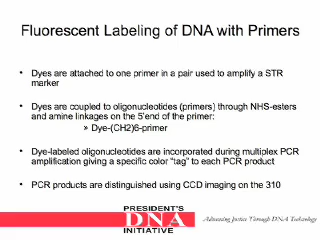 Fluorescent Labeling of DNA with Primers
• Dyes are attached to one primer in a pair used to amplify a STR
marker
• Dyes are coupled to oligonucleotides (primers) through NHS-esters
and amine linkages on the 5'end of the primer:
» Dye-(CH2)6-primer
• Dye-labeled oligonucleotides are incorporated during multiplex PCR
amplification giving a specific color “tag” to each PCR product
• PCR products are distinguished using CCD imaging on the 310
PRESIDENT'S
DNA
INITIATIVE
Advancing Justice Through DNA Technology